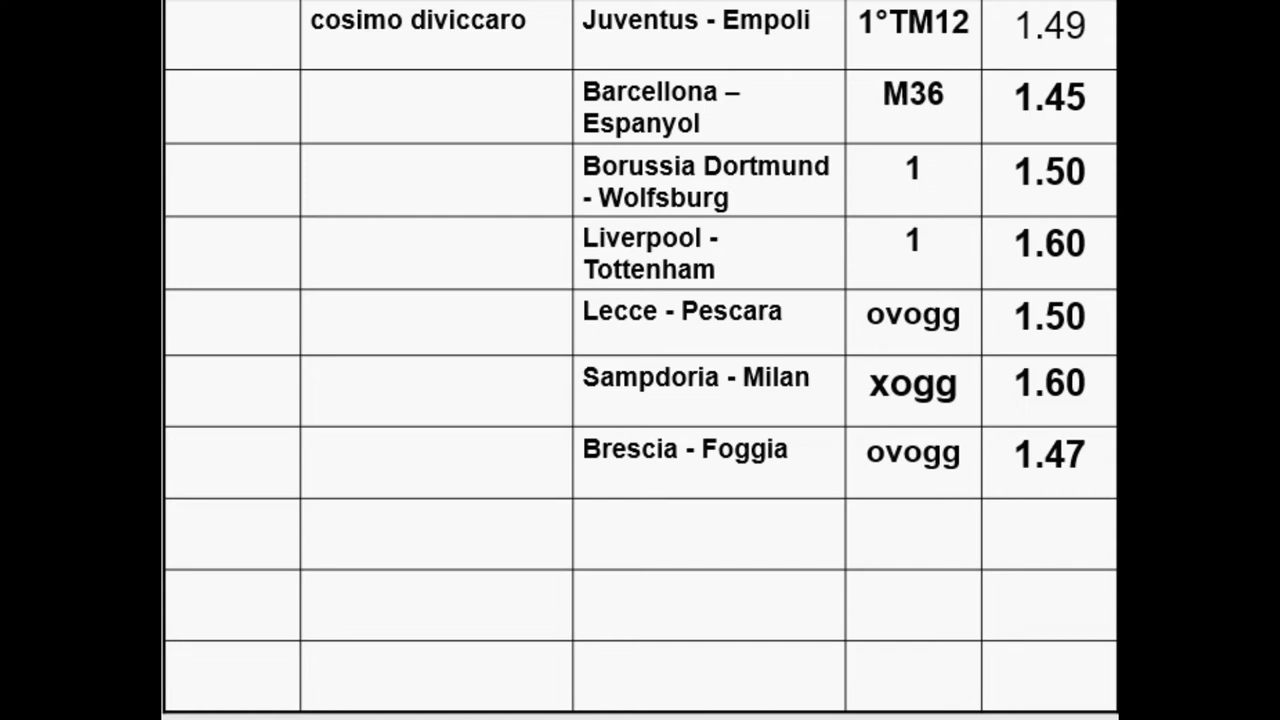 cosimo diviccaro Juventus - Empoli 1°TM12 1.49
Barcellona – M36 1.45
Espanyol
Borussia Dortmund 1 1.50
- Wolfsburg
Liverpool - 1 1.60
Tottenham
Lecce - Pescara ovogg 1.50
Sampdoria - Milan xogg 1.60
Brescia - Foggia ovogg 1.47